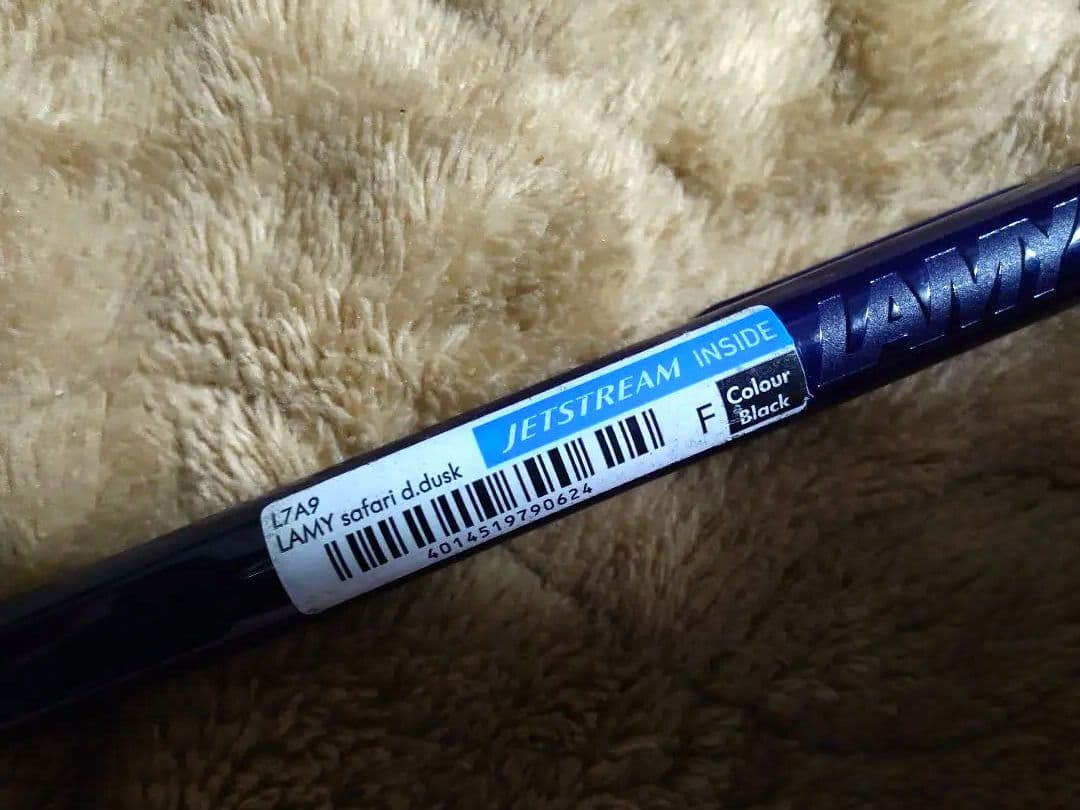 L7A9
LAMY safari d.dusk
JETSTREAM INSIDE
4014519790624
F
Colour
Black
LAMY